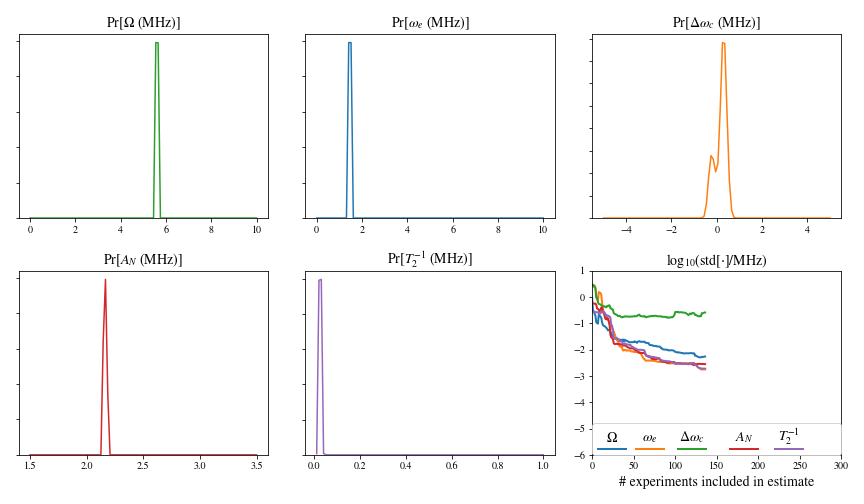 Pr[Ω (MHz)]
Pr[ω_e (MHz)]
Pr[Δω_c (MHz)]
0 2 4 6 8 10
0 2 4 6 8 10
−4 −2 0 2 4
Pr[A_N (MHz)]
Pr[T_2^{-1} (MHz)]
log_{10}(std[·]/MHz)
1
0
−1
−2
−3
−4
−5
−6
Ω ω_e Δω_c A_N T_2^{-1}
1.5 2.0 2.5 3.0 3.5
0.0 0.2 0.4 0.6 0.8 1.0
0 50 100 150 200 250 300
# experiments included in estimate